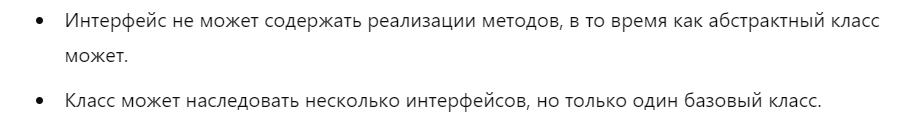 • Интерфейс не может содержать реализации методов, в то время как абстрактный класс
может.
• Класс может наследовать несколько интерфейсов, но только один базовый класс.